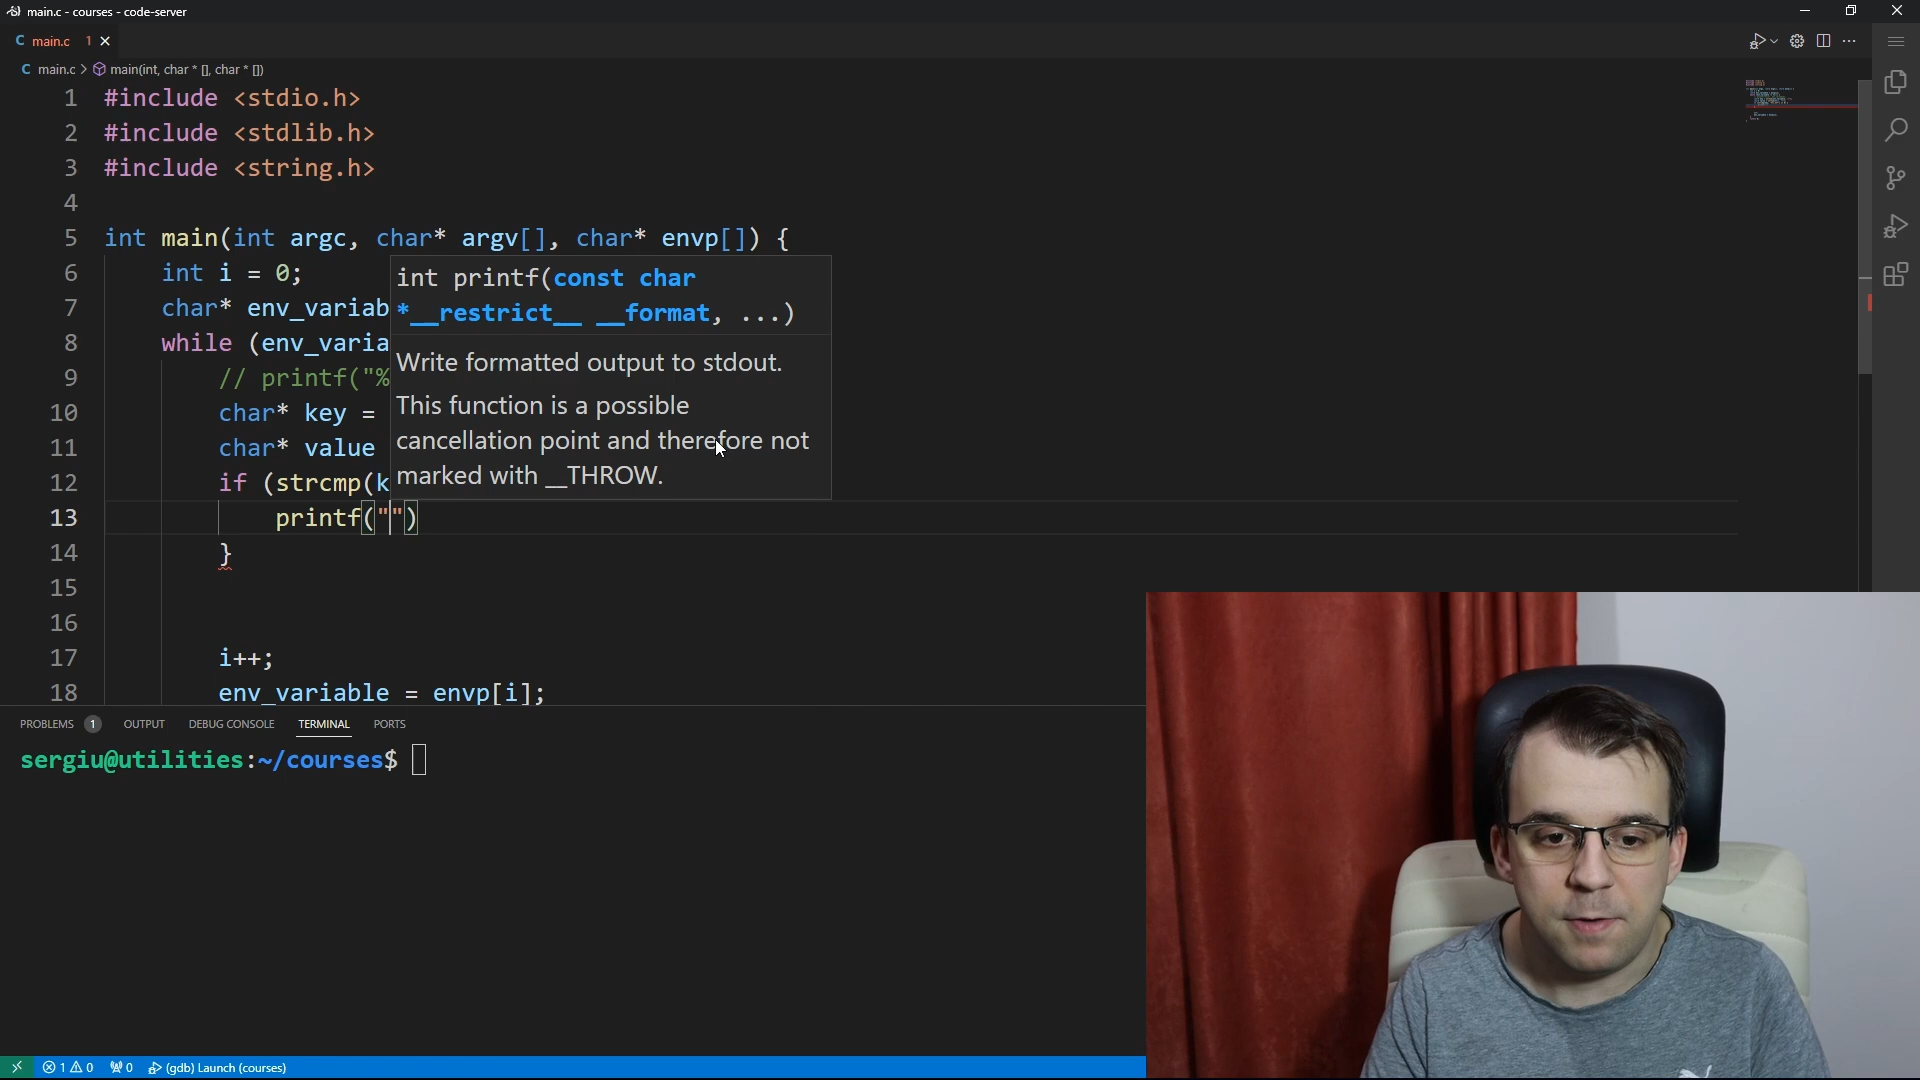 main.c - courses - code-server
C main.c 1
C main.c > main(int, char * [], char * [])
1 #include <stdio.h>
2 #include <stdlib.h>
3 #include <string.h>
4
5 int main(int argc, char* argv[], char* envp[]) {
6 int i = 0;
int printf(const char
7 char* env_variab
*__restrict__ __format, ...)
8 while (env_varia
Write formatted output to stdout.
9 // printf("%
This function is a possible
10 char* key =
cancellation point and therefore not
11 char* value
marked with __THROW.
12 if (strcmp(k
13 printf("")
14 }
15
16
17 i++;
18 env_variable = envp[i];
PROBLEMS 1 OUTPUT DEBUG CONSOLE TERMINAL PORTS
sergiu@utilities:~/courses$
1 0 0 (gdb) Launch (courses)